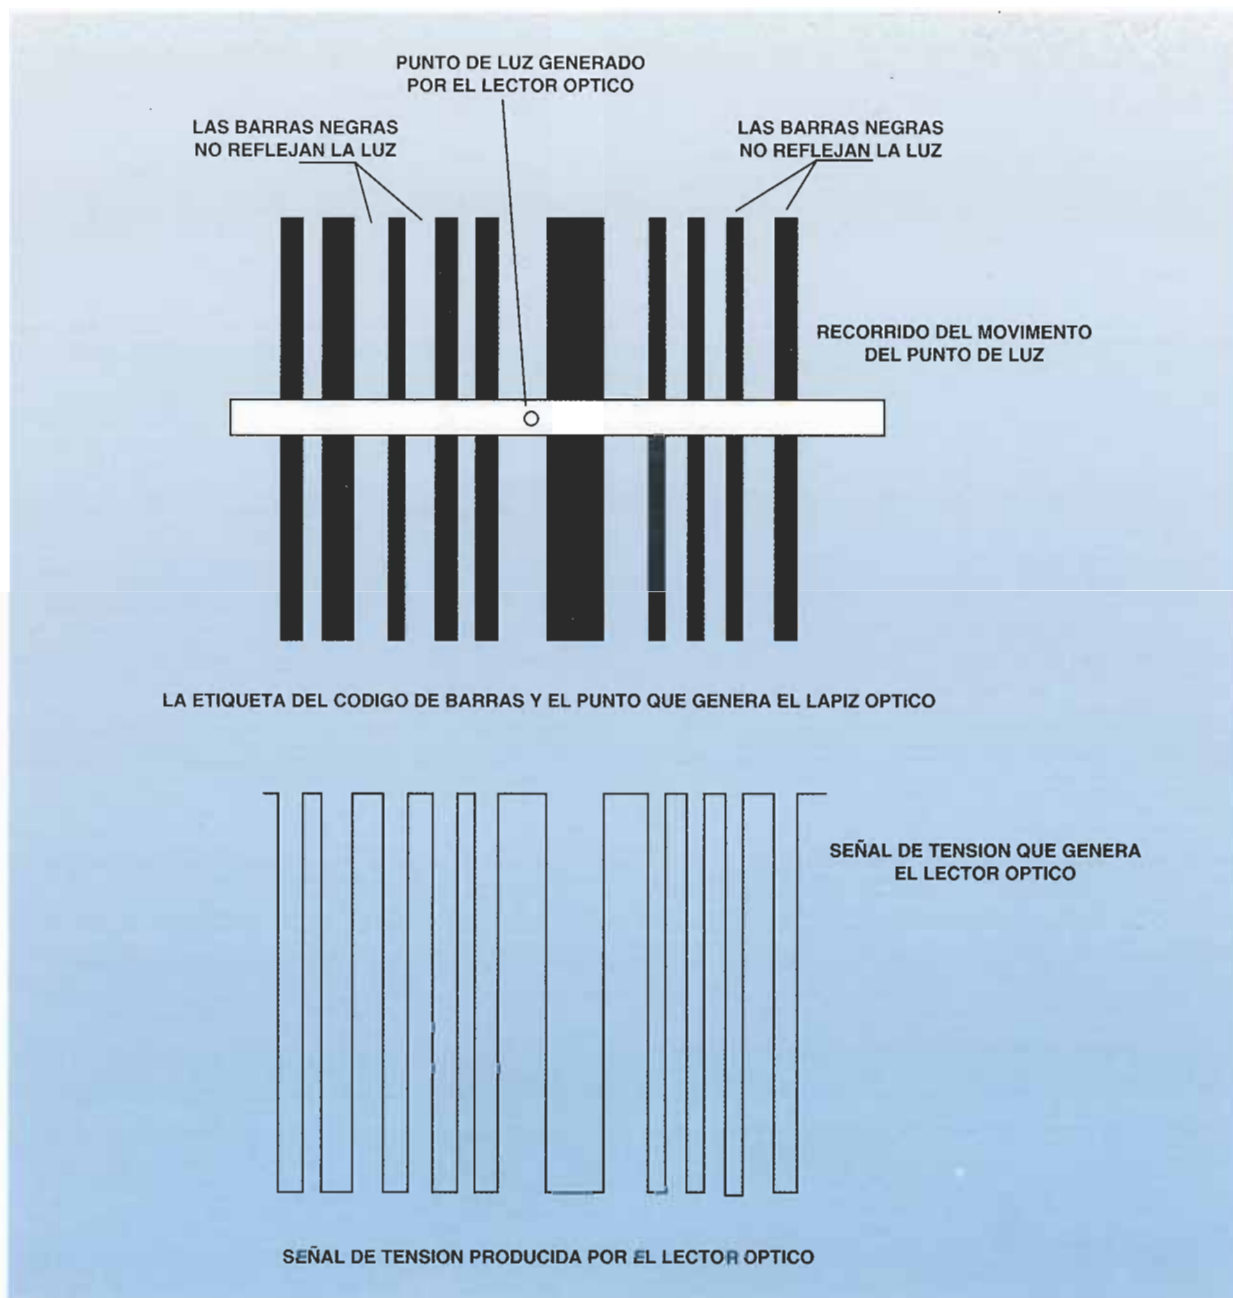 PUNTO DE LUZ GENERADO
POR EL LECTOR OPTICO
LAS BARRAS NEGRAS
NO REFLEJAN LA LUZ
LAS BARRAS NEGRAS
NO REFLEJAN LA LUZ
RECORRIDO DEL MOVIMENTO
DEL PUNTO DE LUZ
LA ETIQUETA DEL CODIGO DE BARRAS Y EL PUNTO QUE GENERA EL LAPIZ OPTICO
SEÑAL DE TENSION QUE GENERA
EL LECTOR OPTICO
SEÑAL DE TENSION PRODUCIDA POR EL LECTOR OPTICO